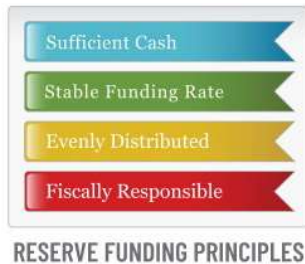 Sufficient Cash
Stable Funding Rate
Evenly Distributed
Fiscally Responsible
RESERVE FUNDING PRINCIPLES